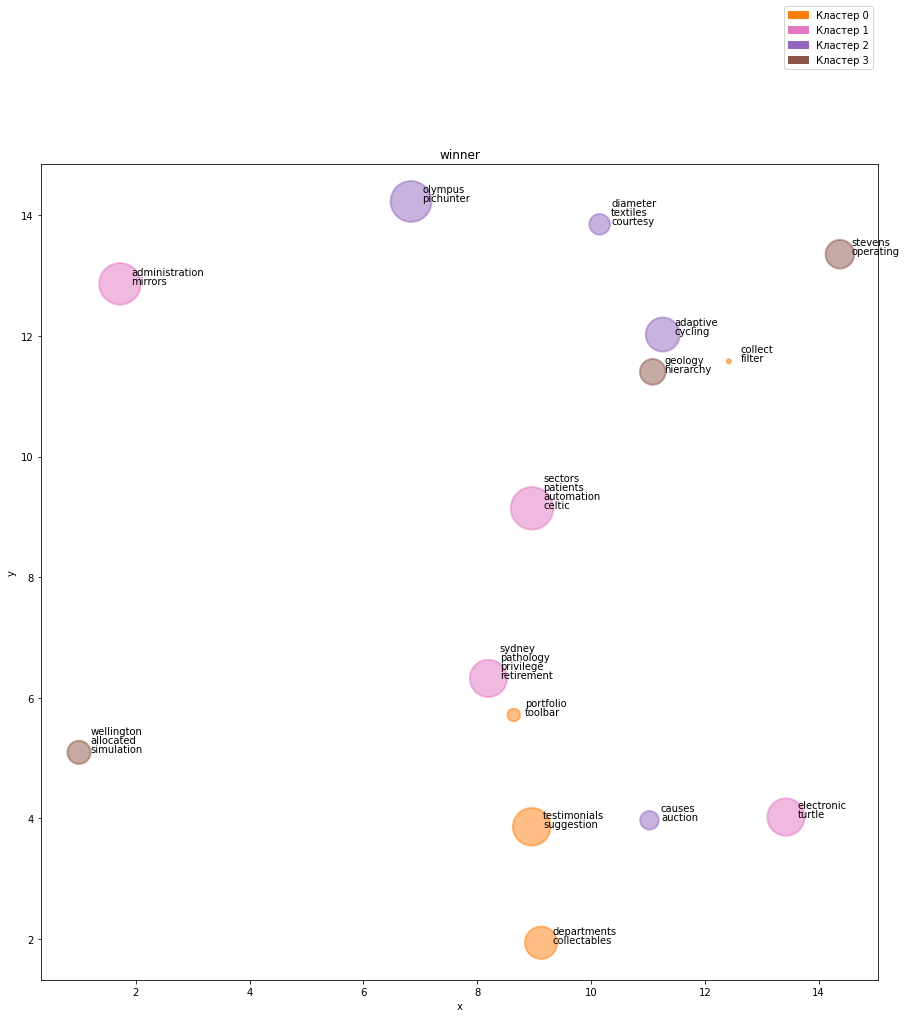 Кластер 0
Кластер 1
Кластер 2
Кластер 3
winner
olympus
pichunter
diameter
textiles
courtesy
stevens
operating
administration
mirrors
adaptive
cycling
collect
filter
geology
hierarchy
sectors
patients
automation
celtic
sydney
pathology
privilege
retirement
portfolio
toolbar
wellington
allocated
simulation
testimonials
suggestion
causes
auction
electronic
turtle
departments
collectables
14
12
10
8
6
4
2
y
2
4
6
8
10
12
14
x